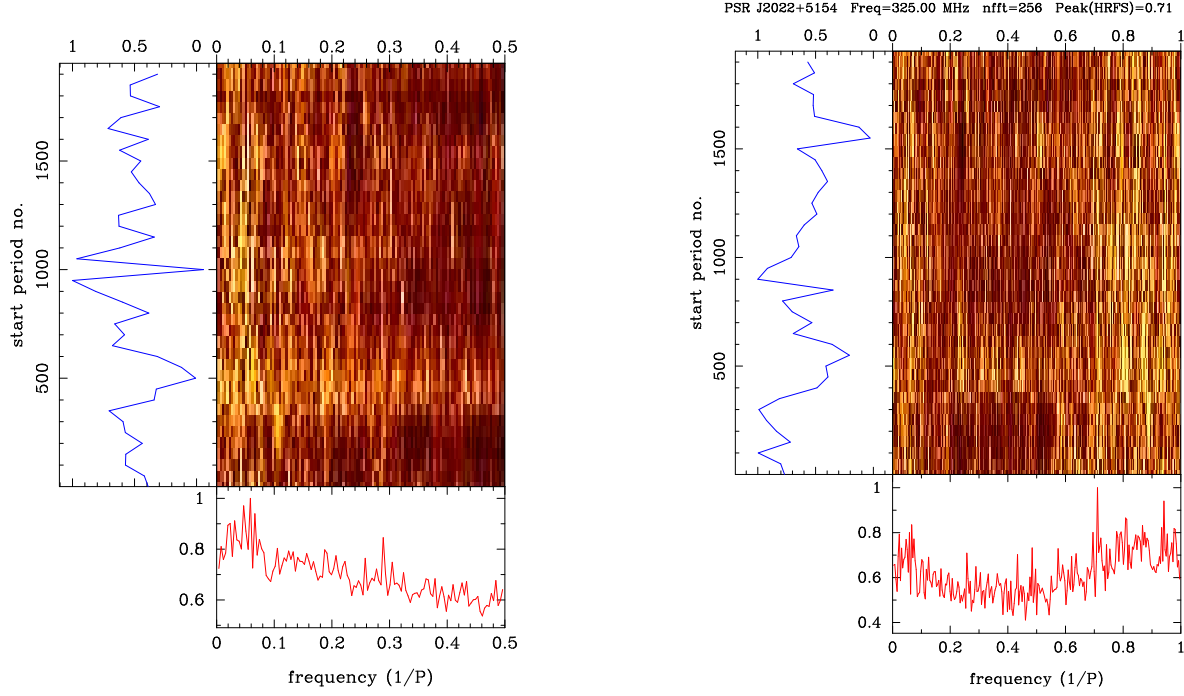 PSR J2022+5154 Freq=325.00 MHz nfft=256 Peak(HRFS)=0.71
1 0.5 0 0 0.1 0.2 0.3 0.4 0.5
start period no.
1500
1000
500
1
0.8
0.6
0 0.1 0.2 0.3 0.4 0.5
frequency (1/P)
1 0.5 0 0 0.2 0.4 0.6 0.8 1
start period no.
1500
1000
500
1
0.8
0.6
0.4
0 0.2 0.4 0.6 0.8 1
frequency (1/P)